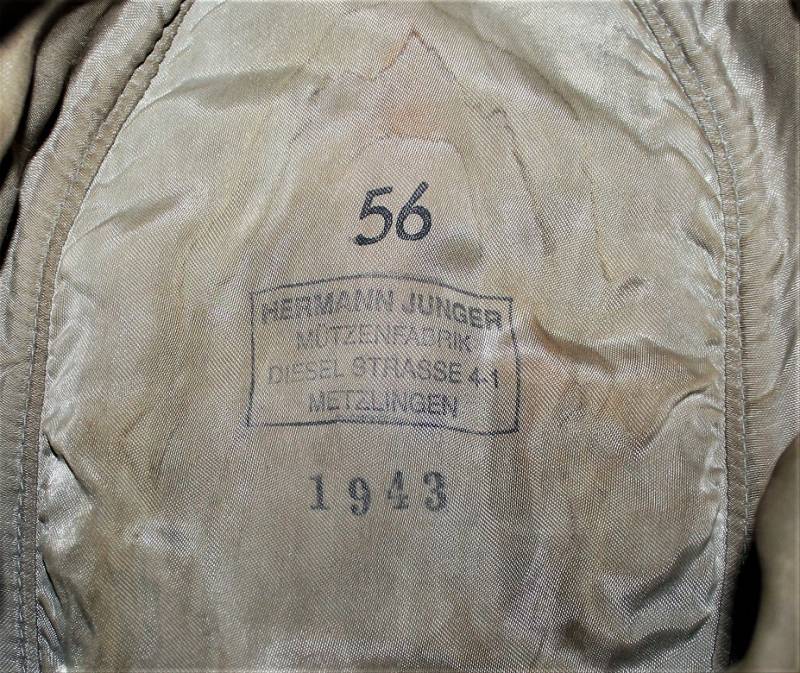 56
HERMANN JUNGER
MÜTZENFABRIK
DIESEL STRASSE 4-1
METZLINGEN
1943